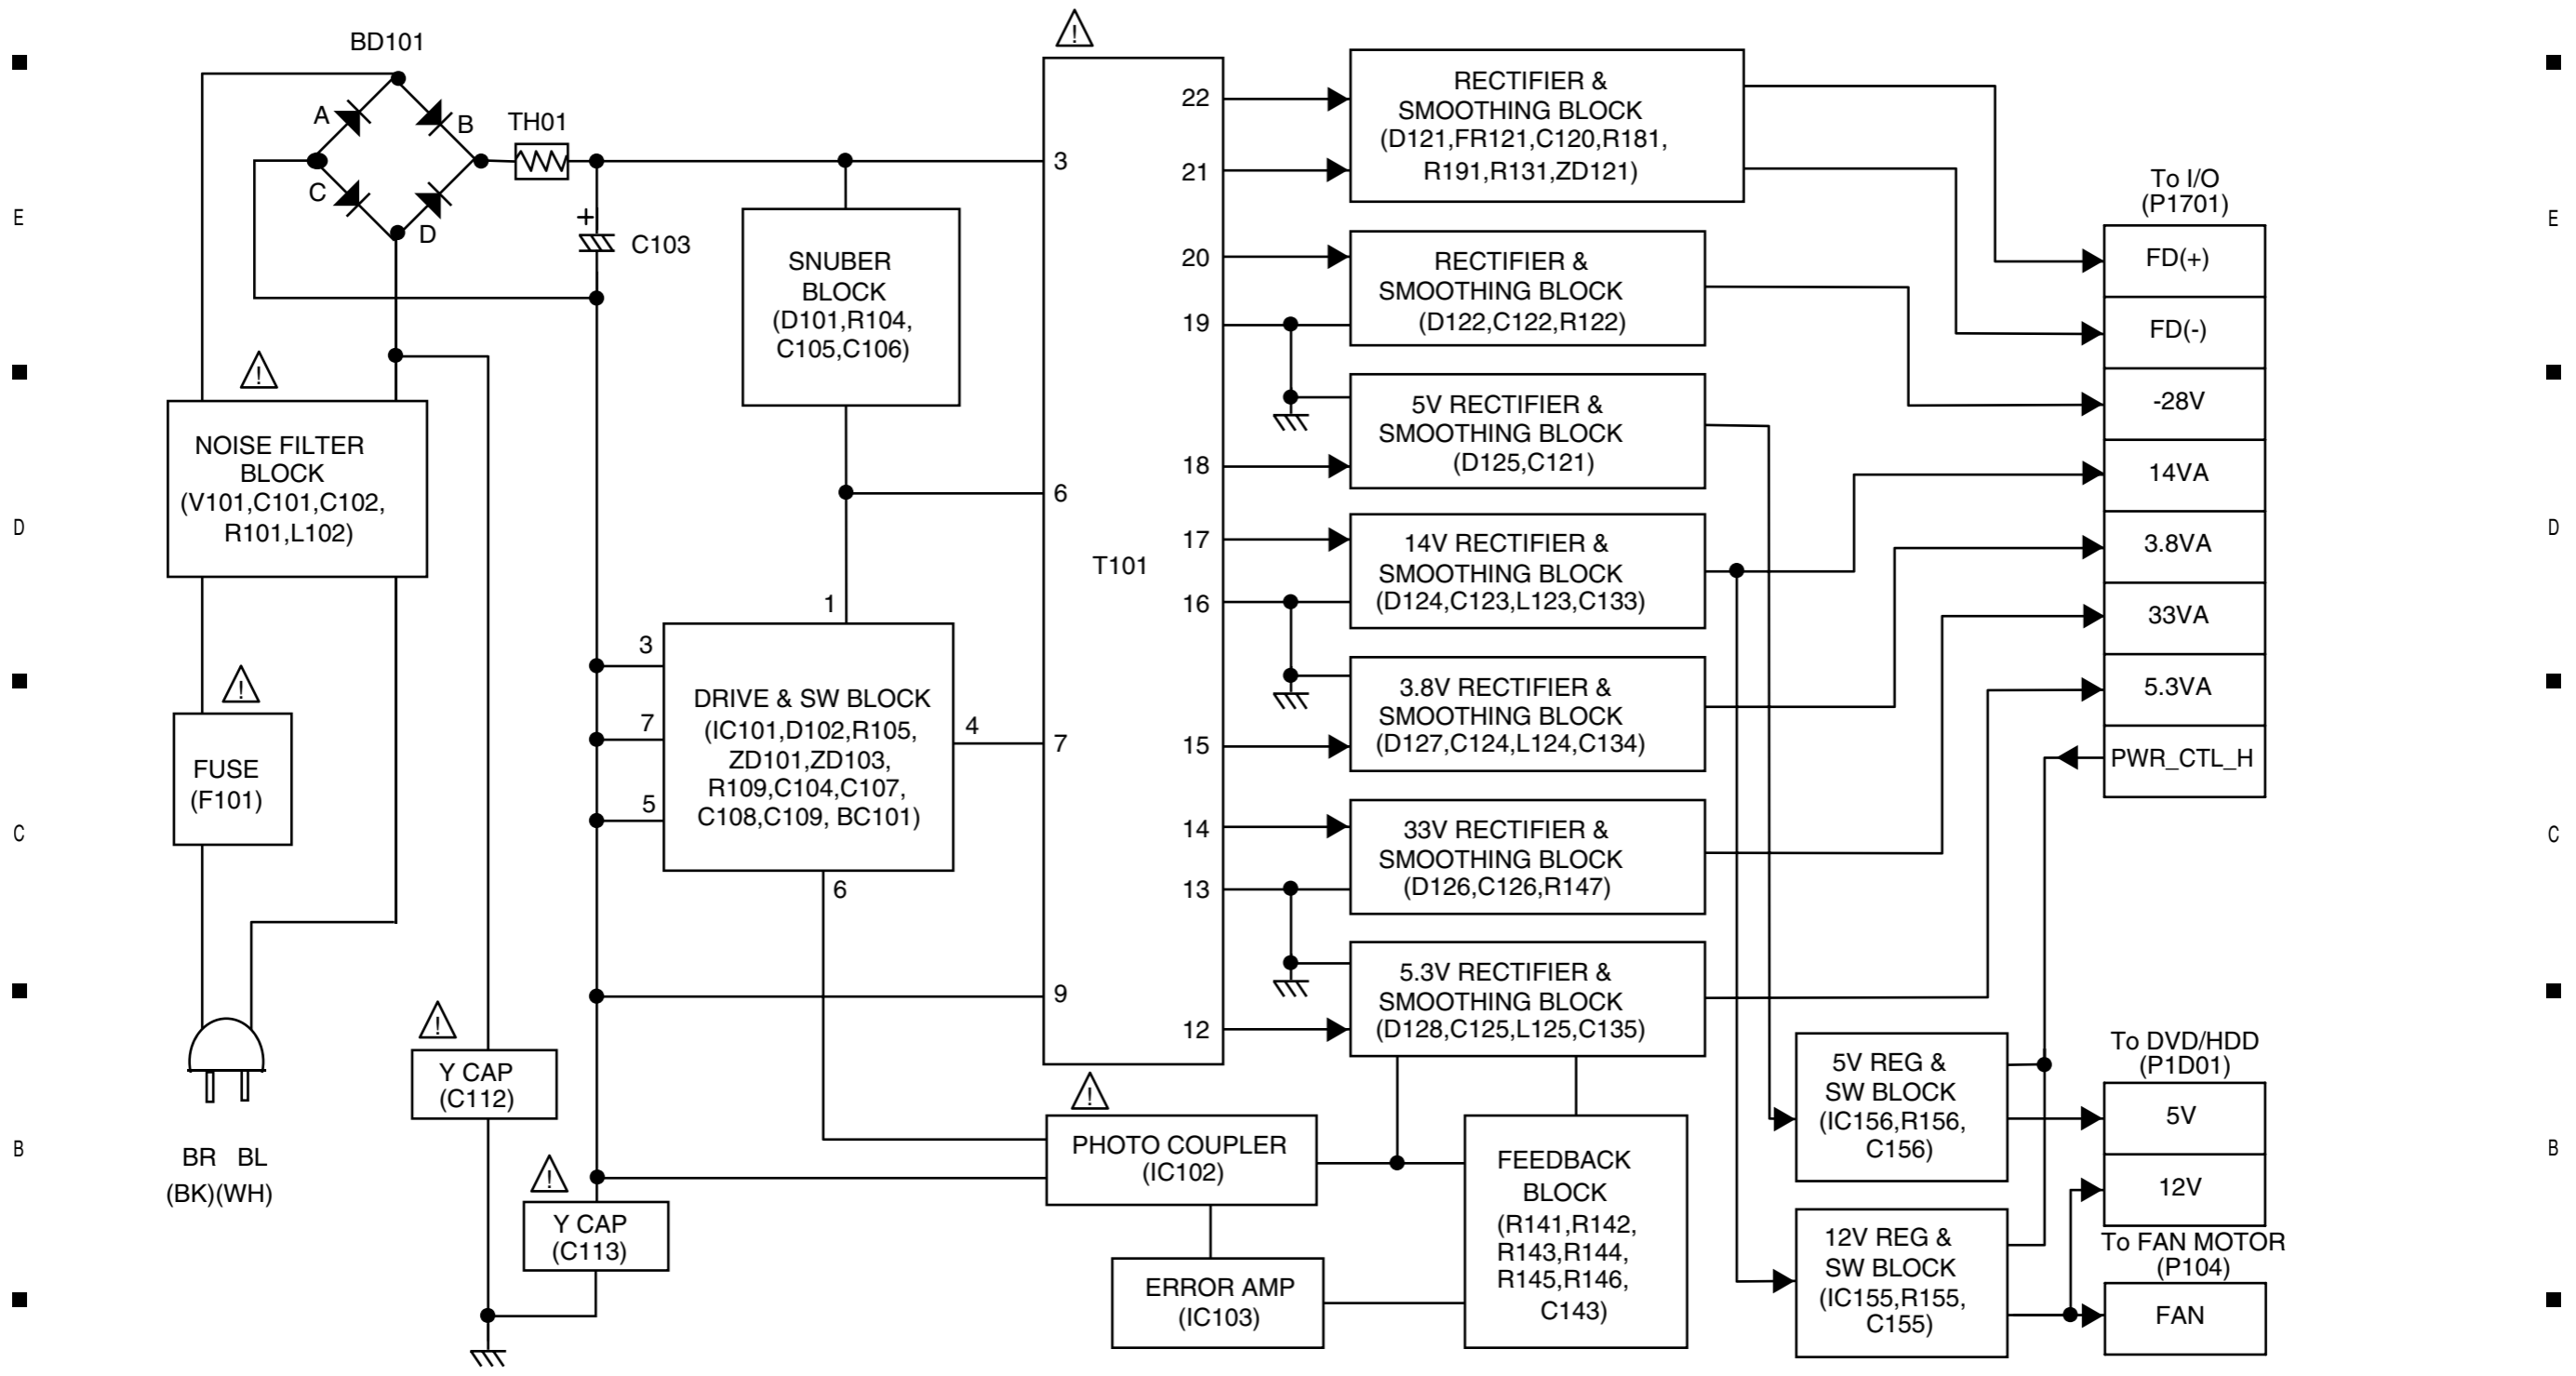 BD101
A
B
C
D
TH01
+
C103
E
D
C
B
NOISE FILTER
BLOCK
(V101,C101,C102,
R101,L102)
FUSE
(F101)
BR BL
(BK)(WH)
!
!
!
Y CAP
(C112)
!
Y CAP
(C113)
SNUBER
BLOCK
(D101,R104,
C105,C106)
1
3
7
5
4
6
DRIVE & SW BLOCK
(IC101,D102,R105,
ZD101,ZD103,
R109,C104,C107,
C108,C109, BC101)
!
T101
3
6
7
9
22
21
20
19
18
17
16
15
14
13
12
!
PHOTO COUPLER
(IC102)
ERROR AMP
(IC103)
FEEDBACK
BLOCK
(R141,R142,
R143,R144,
R145,R146,
C143)
RECTIFIER &
SMOOTHING BLOCK
(D121,FR121,C120,R181,
R191,R131,ZD121)
RECTIFIER &
SMOOTHING BLOCK
(D122,C122,R122)
5V RECTIFIER &
SMOOTHING BLOCK
(D125,C121)
14V RECTIFIER &
SMOOTHING BLOCK
(D124,C123,L123,C133)
3.8V RECTIFIER &
SMOOTHING BLOCK
(D127,C124,L124,C134)
33V RECTIFIER &
SMOOTHING BLOCK
(D126,C126,R147)
5.3V RECTIFIER &
SMOOTHING BLOCK
(D128,C125,L125,C135)
5V REG &
SW BLOCK
(IC156,R156,
C156)
12V REG &
SW BLOCK
(IC155,R155,
C155)
To I/O
(P1701)
FD(+)
FD(-)
-28V
14VA
3.8VA
33VA
5.3VA
PWR_CTL_H
To DVD/HDD
(P1D01)
5V
12V
To FAN MOTOR
(P104)
FAN
E
D
C
B